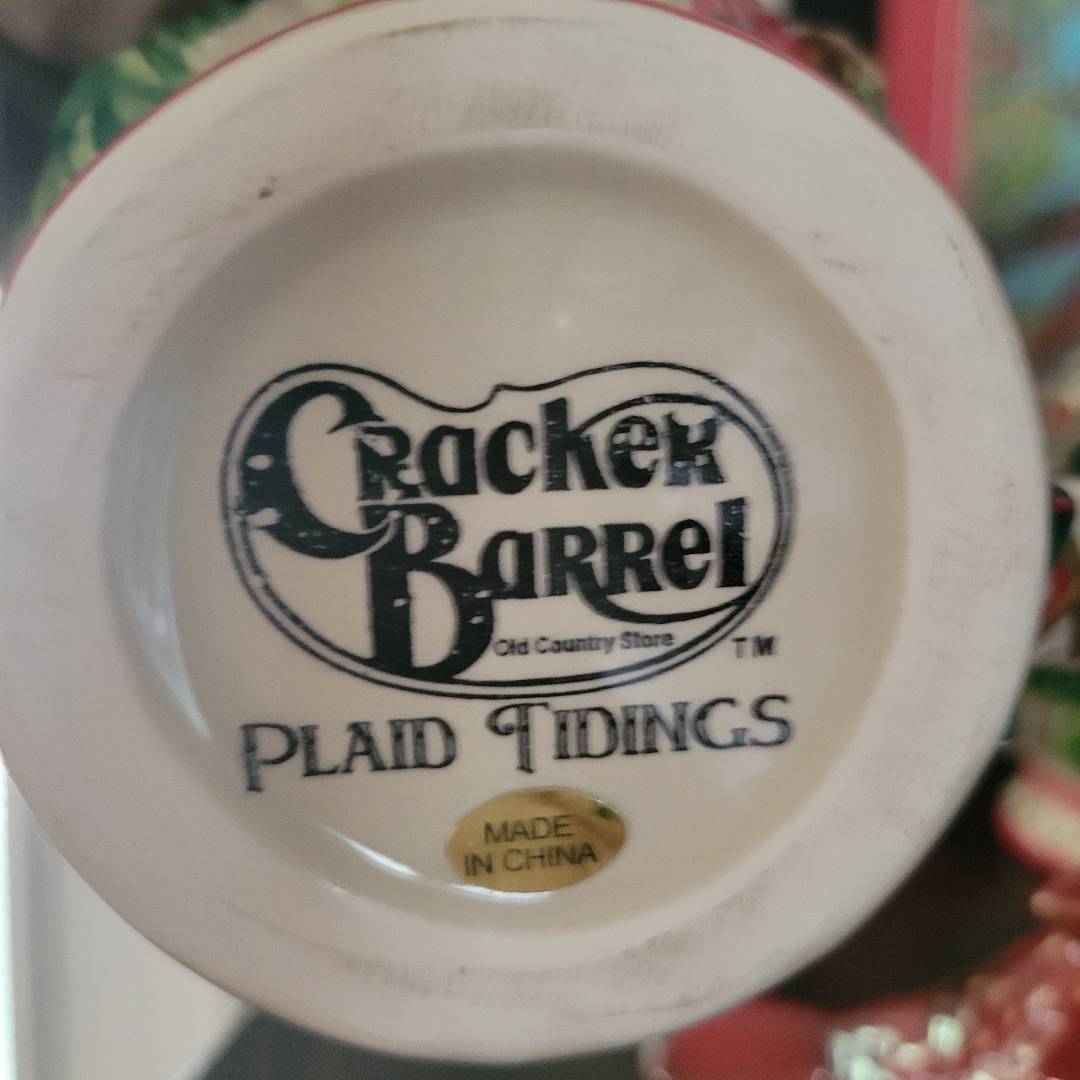 Cracker
Barrel
Old Country Store TM
PLAID TIDINGS
MADE
IN CHINA